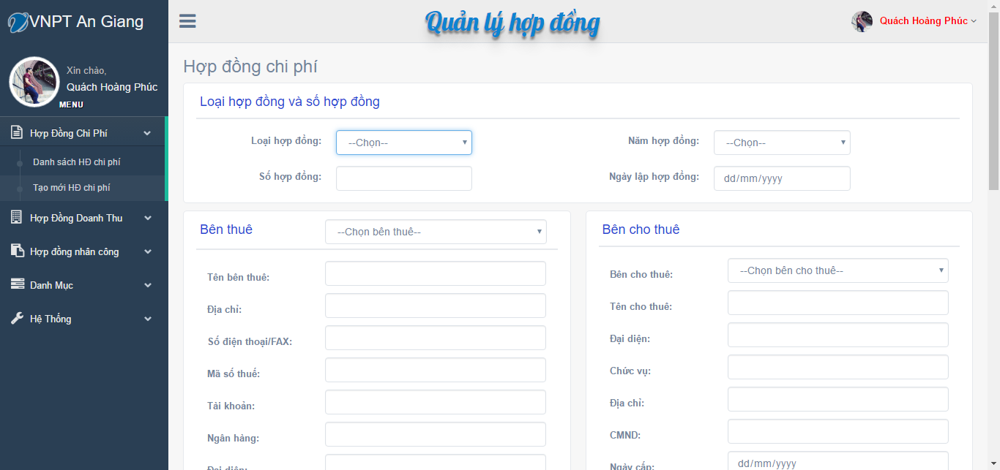 VNPT An Giang
Quản lý hợp đồng
Quách Hoàng Phúc
Xin chào,
Quách Hoàng Phúc
MENU
Hợp Đồng Chi Phí
Danh sách HĐ chi phí
Tạo mới HĐ chi phí
Hợp Đồng Doanh Thu
Hợp đồng nhân công
Danh Mục
Hệ Thống
Hợp đồng chi phí
Loại hợp đồng và số hợp đồng
Loại hợp đồng: --Chọn--
Năm hợp đồng: --Chọn--
Số hợp đồng:
Ngày lập hợp đồng: dd/mm/yyyy
Bên thuê --Chọn bên thuê--
Tên bên thuê:
Địa chỉ:
Số điện thoại/FAX:
Mã số thuế:
Tài khoản:
Ngân hàng:
Đại diện:
Bên cho thuê
Bên cho thuê: --Chọn bên cho thuê--
Tên cho thuê:
Đại diện:
Chức vụ:
Địa chỉ:
CMND:
Ngày cấp: dd/mm/yyyy